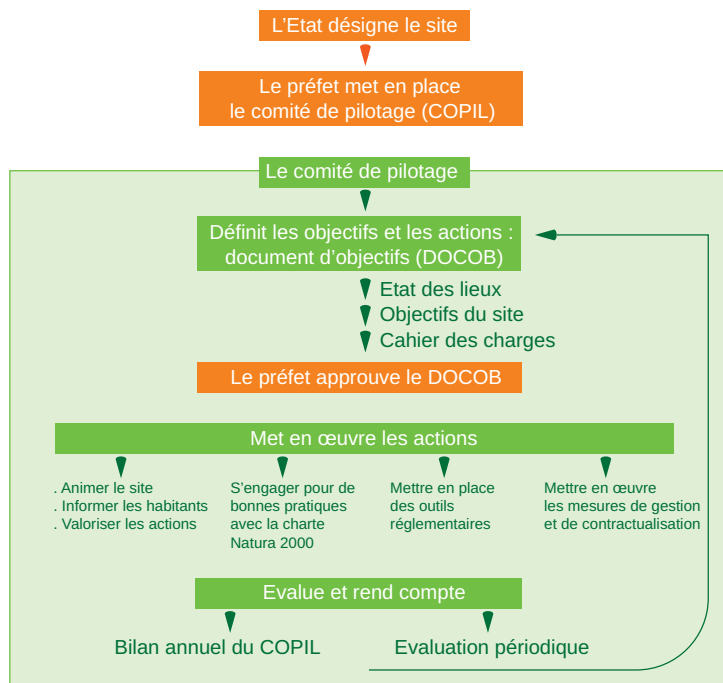 L'Etat désigne le site
Le préfet met en place
le comité de pilotage (COPIL)
Le comité de pilotage
Définit les objectifs et les actions :
document d'objectifs (DOCOB)
Etat des lieux
Objectifs du site
Cahier des charges
Le préfet approuve le DOCOB
Met en œuvre les actions
. Animer le site
. Informer les habitants
. Valoriser les actions
S'engager pour de
bonnes pratiques
avec la charte
Natura 2000
Mettre en place
des outils
réglementaires
Mettre en œuvre
les mesures de gestion
et de contractualisation
Evalue et rend compte
Bilan annuel du COPIL
Evaluation périodique